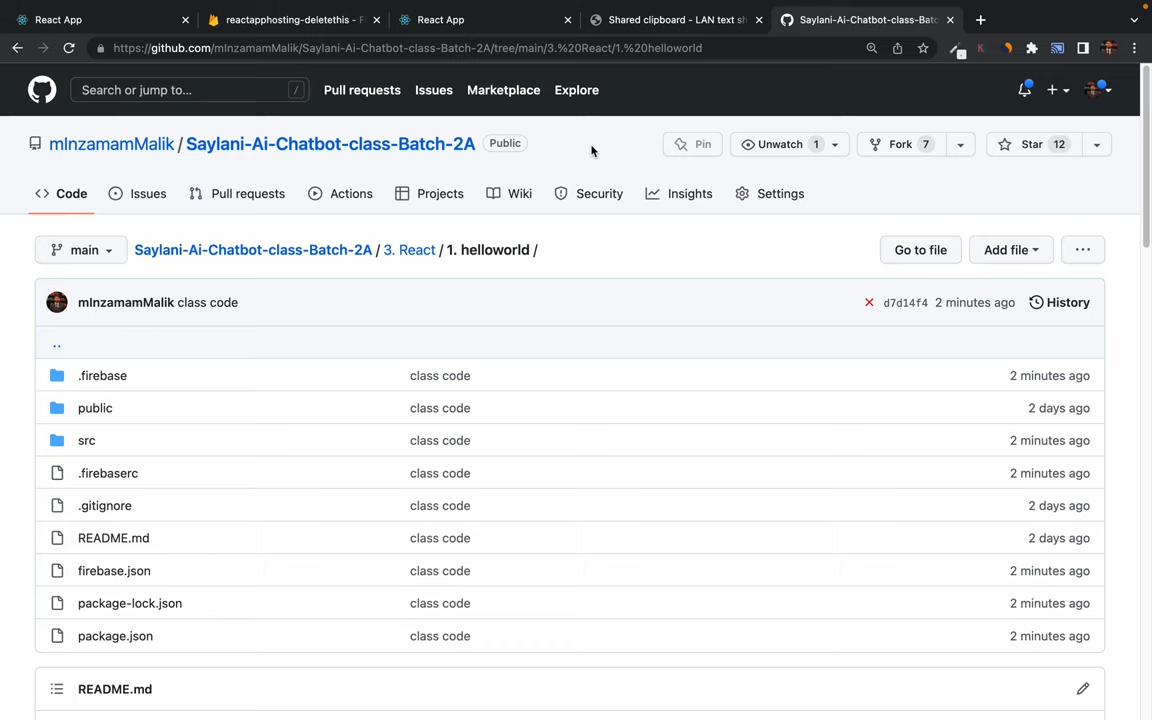 React App
reactapphosting-deletethis - Fi
React App
Shared clipboard - LAN text sh
Saylani-Ai-Chatbot-class-Batc
https://github.com/mInzamamMalik/Saylani-Ai-Chatbot-class-Batch-2A/tree/main/3.%20React/1.%20helloworld
Search or jump to... /
Pull requests Issues Marketplace Explore
mInzamamMalik / Saylani-Ai-Chatbot-class-Batch-2A Public
Pin Unwatch 1 Fork 7 Star 12
Code Issues Pull requests Actions Projects Wiki Security Insights Settings
main Saylani-Ai-Chatbot-class-Batch-2A / 3. React / 1. helloworld /
Go to file Add file ...
mInzamamMalik class code d7d14f4 2 minutes ago History
..
.firebase class code 2 minutes ago
public class code 2 days ago
src class code 2 minutes ago
.firebaserc class code 2 minutes ago
.gitignore class code 2 days ago
README.md class code 2 days ago
firebase.json class code 2 minutes ago
package-lock.json class code 2 minutes ago
package.json class code 2 minutes ago
README.md